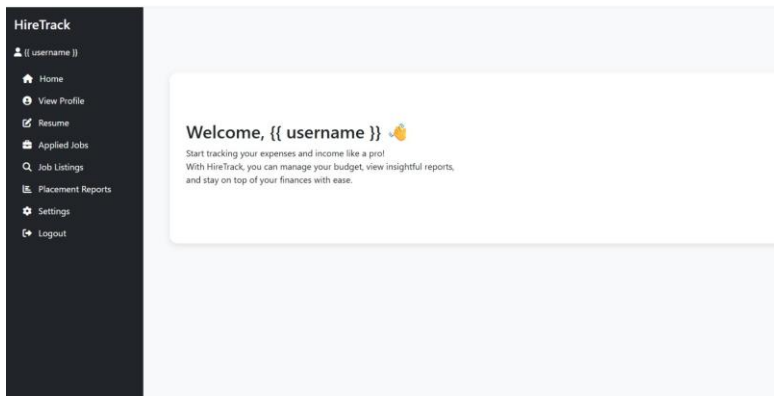 HireTrack
{{ username }}
Home
View Profile
Resume
Applied Jobs
Job Listings
Placement Reports
Settings
Logout
Welcome, {{ username }} 👋
Start tracking your expenses and income like a pro!
With HireTrack, you can manage your budget, view insightful reports,
and stay on top of your finances with ease.